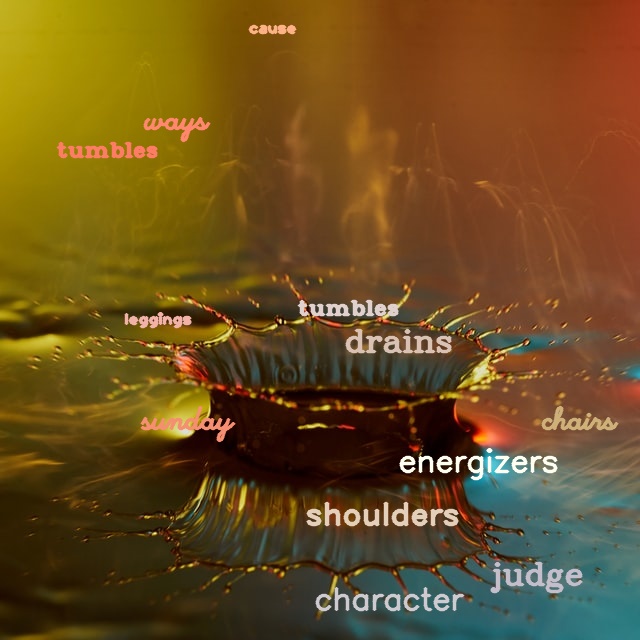 cause
ways
tumbles
tumbles
leggings
drains
sunday
chairs
energizers
shoulders
judge
character